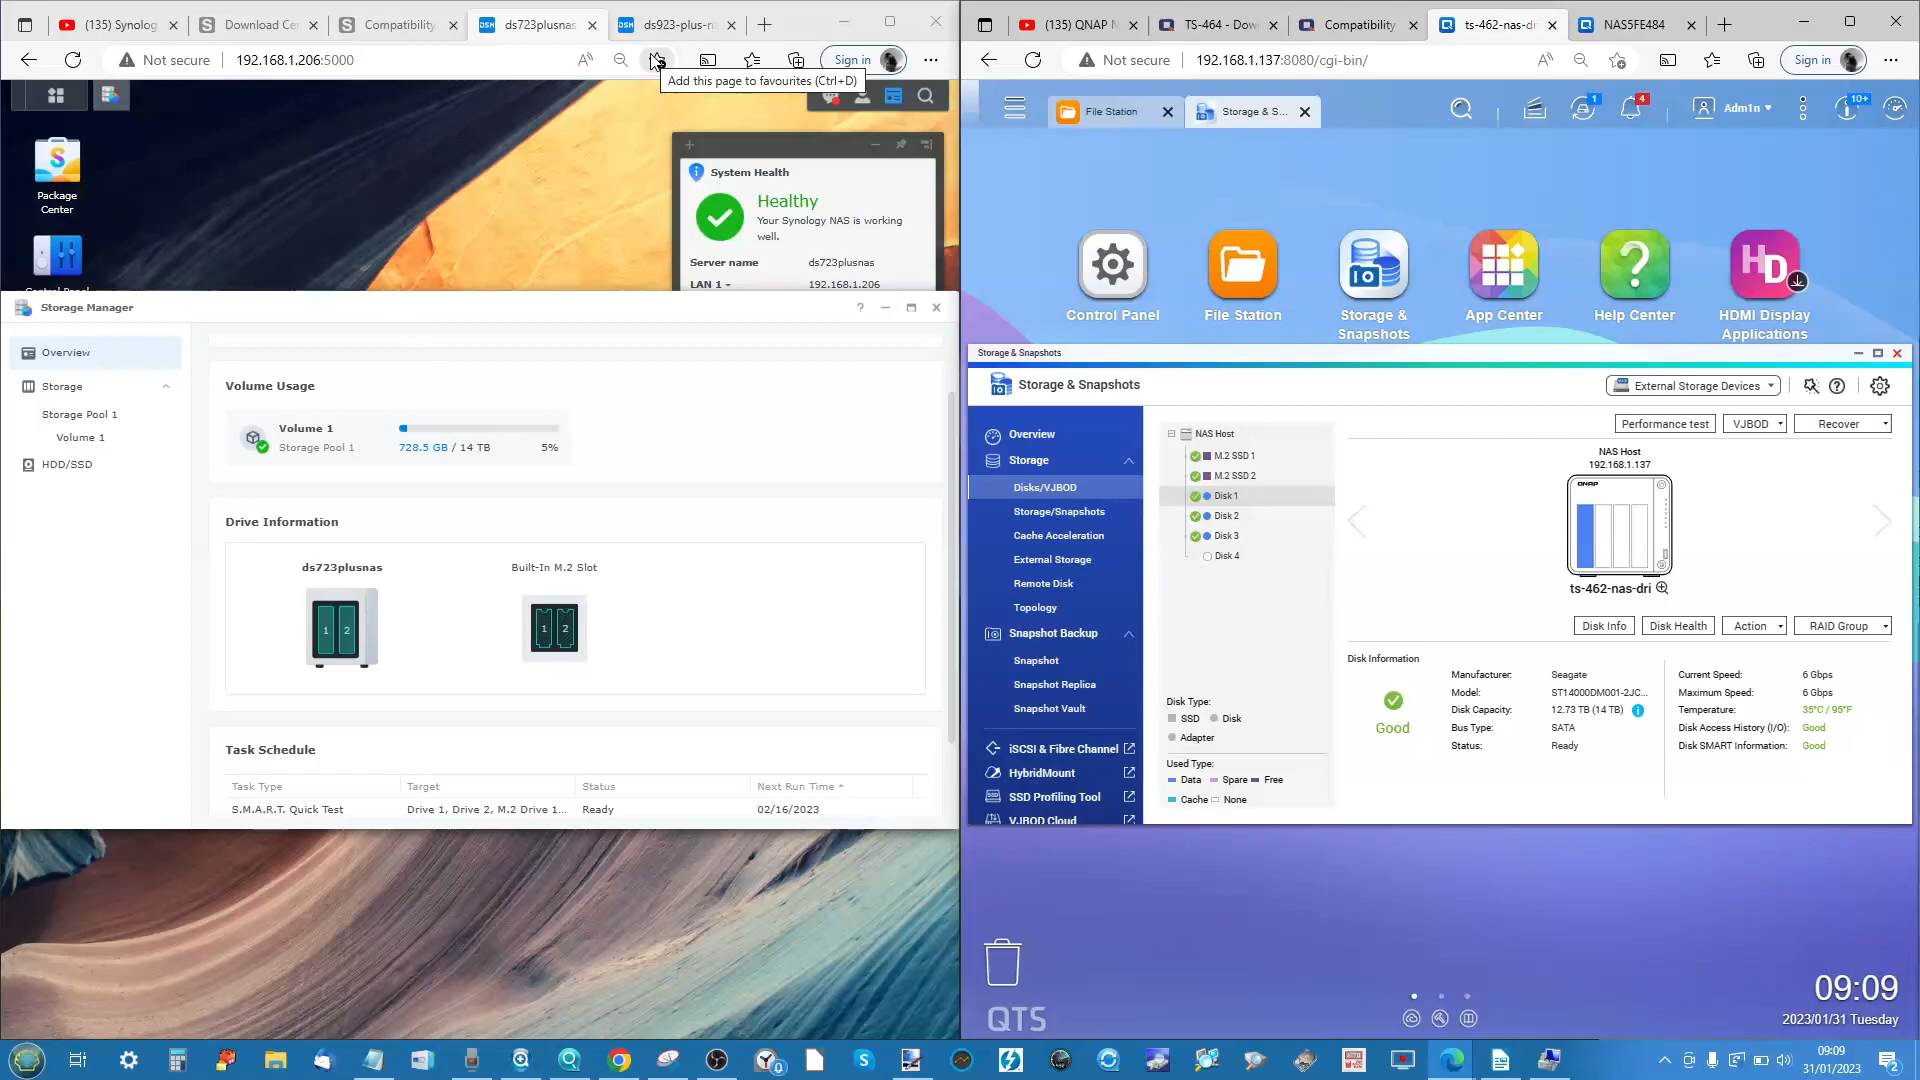 (135) Synolog
Download Ce
Compatibility
ds723plusnas
ds923-plus-n
Not secure
192.168.1.206:5000
Sign in
Add this page to favourites (Ctrl+D)
Package
Center
System Health
Healthy
Your Synology NAS is working
well.
Server name ds723plusnas
LAN 1 192.168.1.206
Storage Manager
Overview
Storage
Storage Pool 1
Volume 1
HDD/SSD
Volume Usage
Volume 1
Storage Pool 1
728.5 GB / 14 TB
5%
Drive Information
ds723plusnas
Built-In M.2 Slot
1 2
1 2
Task Schedule
Task Type Target Status Next Run Time
S.M.A.R.T. Quick Test Drive 1, Drive 2, M.2 Drive 1... Ready 02/16/2023
(135) QNAP N
TS-464 - Dow
Compatibility
ts-462-nas-dr
NAS5FE484
Not secure
192.168.1.137:8080/cgi-bin/
Sign in
File Station
Storage & S...
1
4
Adm1n
10+
Control Panel
File Station
Storage &
Snapshots
App Center
Help Center
HD
HDMI Display
Applications
Storage & Snapshots
Storage & Snapshots
External Storage Devices
Overview
Storage
Disks/VJBOD
Storage/Snapshots
Cache Acceleration
External Storage
Remote Disk
Topology
Snapshot Backup
Snapshot
Snapshot Replica
Snapshot Vault
iSCSI & Fibre Channel
HybridMount
SSD Profiling Tool
VJBOD Cloud
NAS Host
M.2 SSD 1
M.2 SSD 2
Disk 1
Disk 2
Disk 3
Disk 4
Disk Type:
SSD Disk
Adapter
Used Type:
Data Spare Free
Cache None
Performance test
VJBOD
Recover
NAS Host
192.168.1.137
QNAP
ts-462-nas-dri
Disk Info
Disk Health
Action
RAID Group
Disk Information
Good
Manufacturer: Seagate
Model: ST14000DM001-2JC...
Disk Capacity: 12.73 TB (14 TB)
Bus Type: SATA
Status: Ready
Current Speed: 6 Gbps
Maximum Speed: 6 Gbps
Temperature: 35°C / 95°F
Disk Access History (I/O): Good
Disk SMART Information: Good
QTS
09:09
2023/01/31 Tuesday
09:09
31/01/2023
2